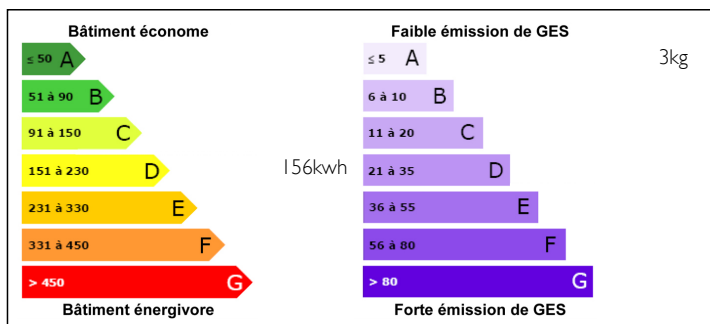 Bâtiment économe
≤ 50 A
51 à 90 B
91 à 150 C
151 à 230 D
156kwh
231 à 330 E
331 à 450 F
> 450 G
Bâtiment énergivore
Faible émission de GES
≤ 5 A
3kg
6 à 10 B
11 à 20 C
21 à 35 D
36 à 55 E
56 à 80 F
> 80 G
Forte émission de GES